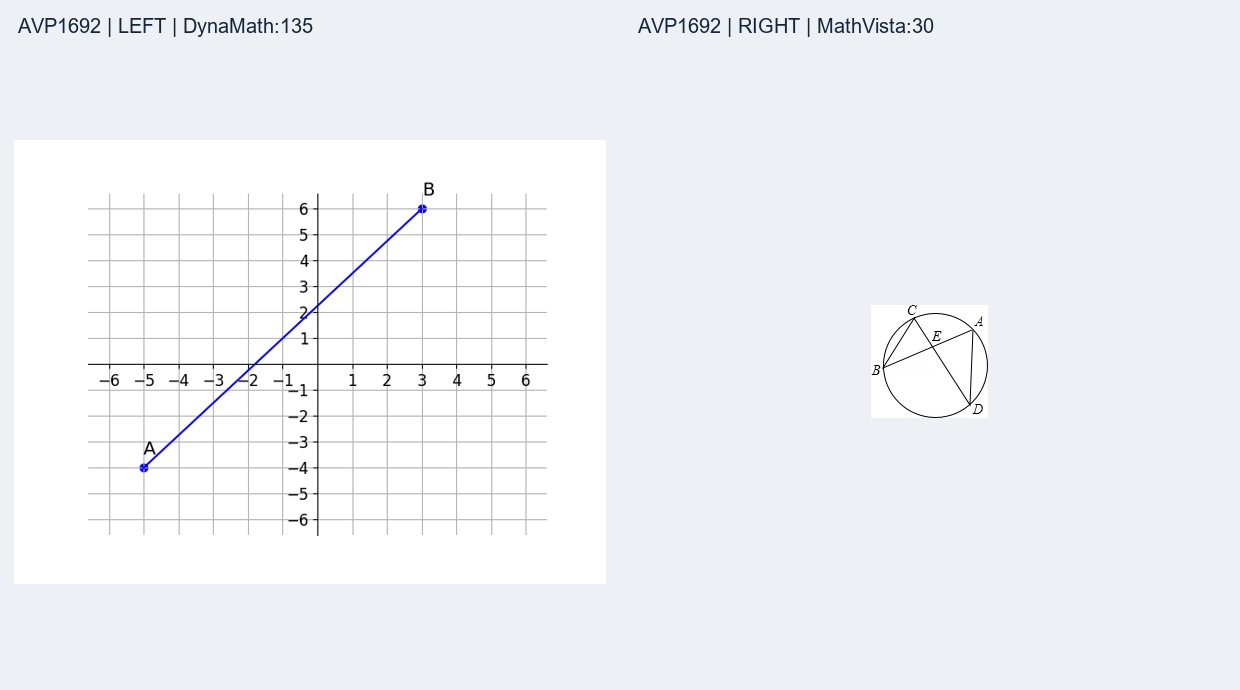 AVP1692 | LEFT | DynaMath:135
AVP1692 | RIGHT | MathVista:30
B
6
5
4
3
2
1
−6 −5 −4 −3 −2 −1 1 2 3 4 5 6
−1
−2
A
−3
−4
−5
−6
C
A
E
B
D